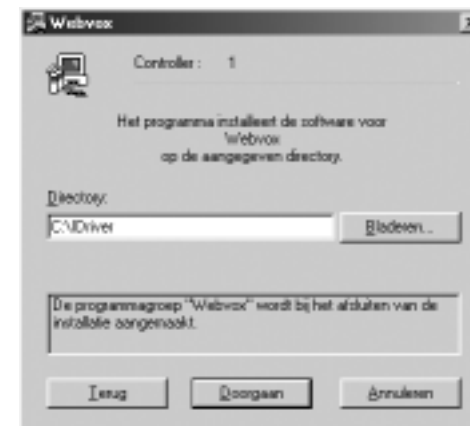 Webvox
Controller : 1
Het programma installeert de software voor
Webvox
op de aangegeven directory.
Directory:
C:\IDriver
Bladeren...
De programmagroep "Webvox" wordt bij het afsluiten van de
installatie aangemaakt.
Terug
Doorgaan
Annuleren